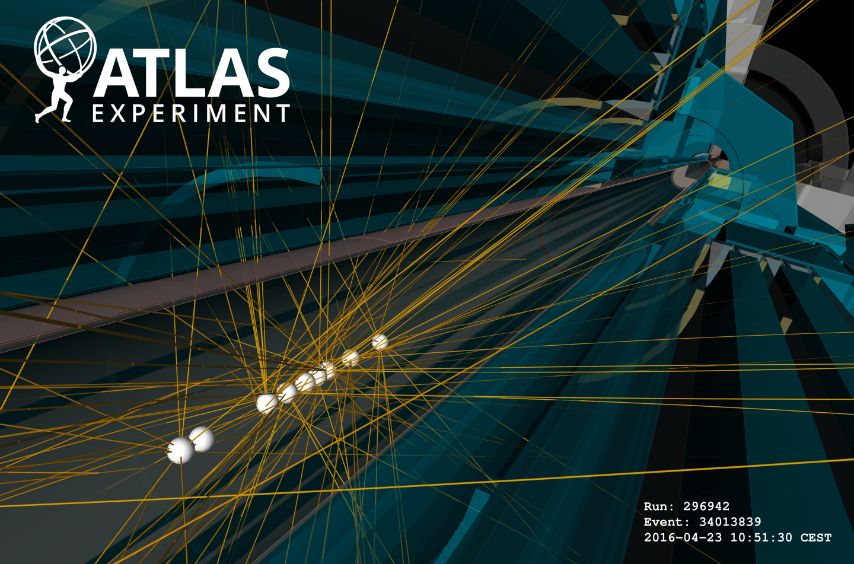 ATLAS
EXPERIMENT
Run: 296942
Event: 34013839
2016-04-23 10:51:30 CEST